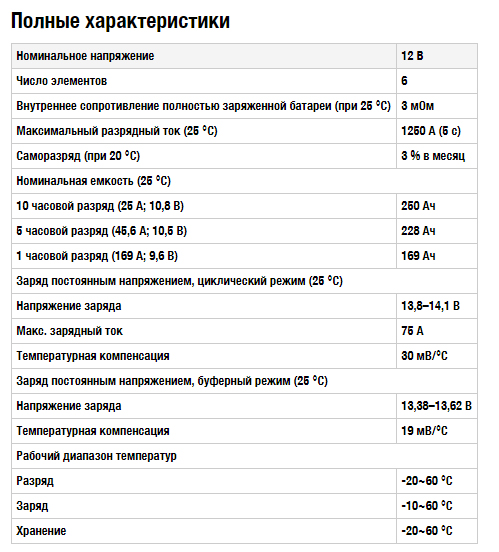 Полные характеристики
Номинальное напряжение 12 В
Число элементов 6
Внутреннее сопротивление полностью заряженной батареи (при 25 °С) 3 мОм
Максимальный разрядный ток (25 °С) 1250 А (5 с)
Саморазряд (при 20 °С) 3 % в месяц
Номинальная емкость (25 °С)
10 часовой разряд (25 А; 10,8 В) 250 Ач
5 часовой разряд (45,6 А; 10,5 В) 228 Ач
1 часовой разряд (169 А; 9,6 В) 169 Ач
Заряд постоянным напряжением, циклический режим (25 °С)
Напряжение заряда 13,8–14,1 В
Макс. зарядный ток 75 А
Температурная компенсация 30 мВ/°С
Заряд постоянным напряжением, буферный режим (25 °С)
Напряжение заряда 13,38–13,62 В
Температурная компенсация 19 мВ/°С
Рабочий диапазон температур
Разряд -20~60 °С
Заряд -10~60 °С
Хранение -20~60 °С